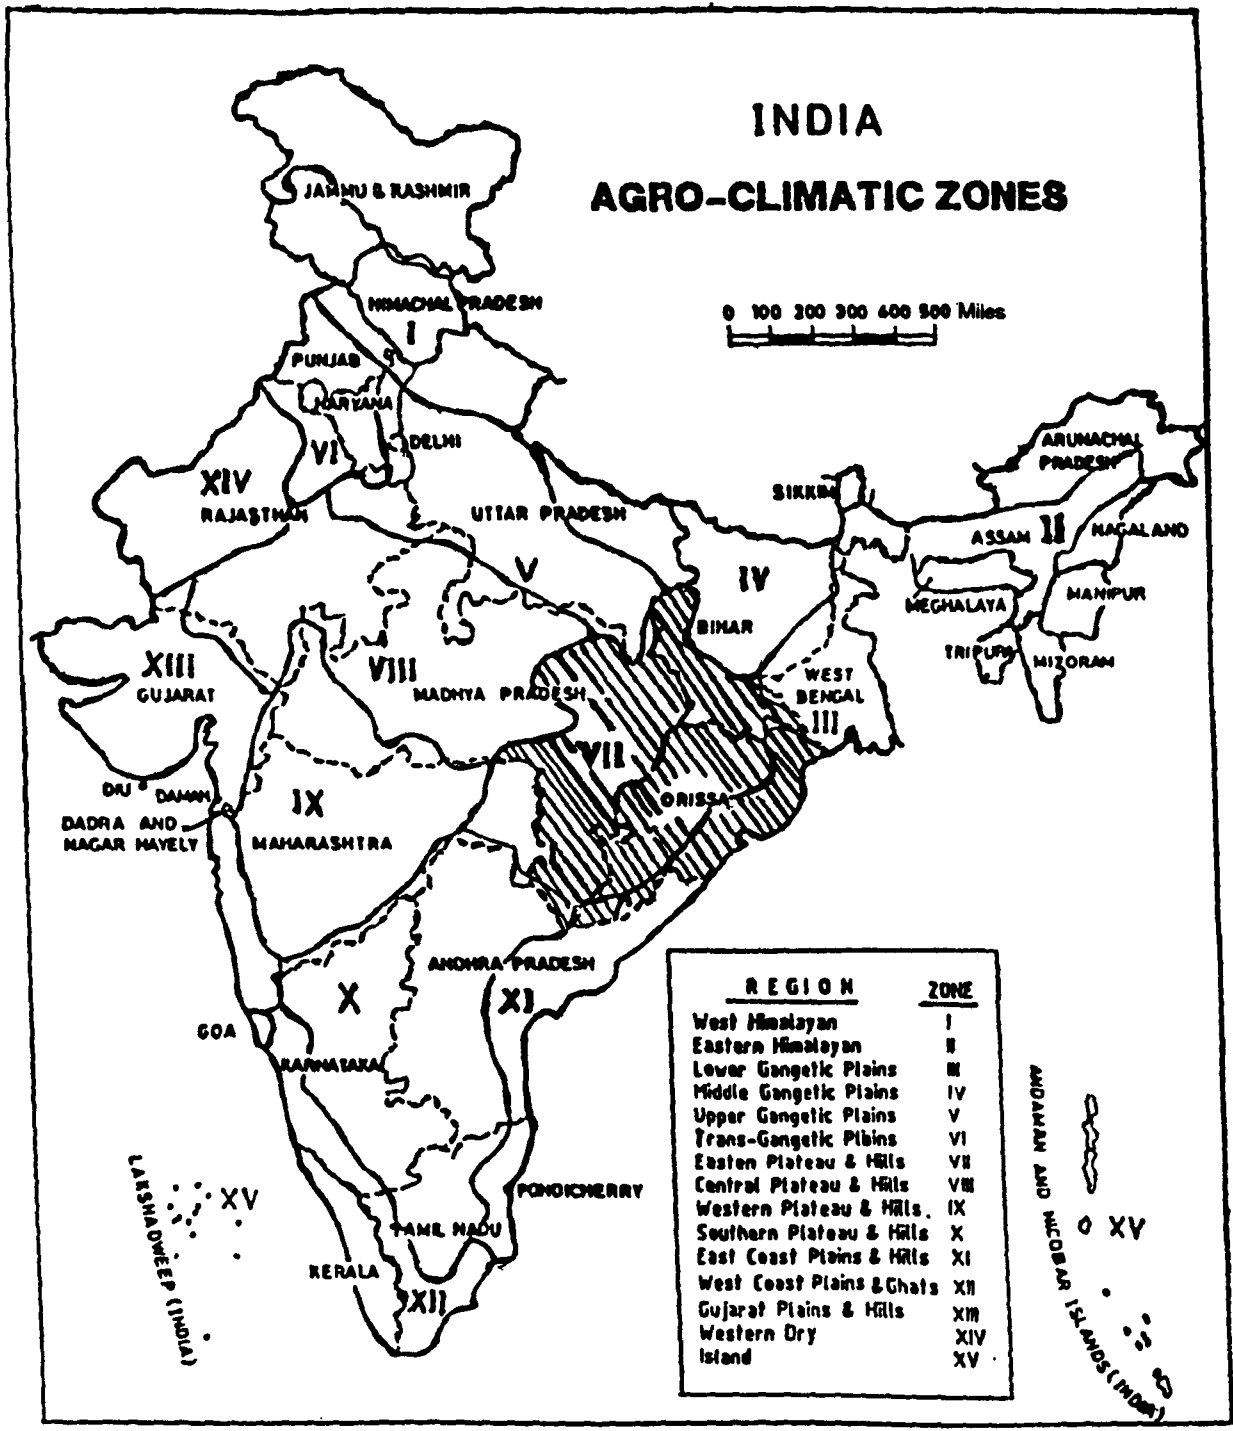 INDIA
AGRO-CLIMATIC ZONES
0 100 200 300 400 500 Miles
JAMMU & KASHMIR
HIMACHAL PRADESH
I
PUNJAB
HARYANA
DELHI
VI
XIV
RAJASTHAN
UTTAR PRADESH
V
SIKKIM
ARUNACHAL
PRADESH
ASSAM
II
NAGALAND
MEGHALAYA
MANIPUR
TRIPURA
MIZORAM
IV
BIHAR
WEST
BENGAL
III
XIII
GUJARAT
VIII
MADHYA PRADESH
VII
ORISSA
DIU
DAMAN
DADRA AND
NAGAR HAVELY
IX
MAHARASHTRA
ANDHRA PRADESH
XI
X
GOA
KARNATAKA
PONDICHERRY
TAMIL NADU
KERALA
XII
LAKSHADWEEP (INDIA)
XV
ANDAMAN AND NICOBAR ISLANDS (INDIA)
XV
REGION ZONE
West Himalayan I
Eastern Himalayan II
Lower Gangetic Plains III
Middle Gangetic Plains IV
Upper Gangetic Plains V
Trans-Gangetic Plains VI
Easten Plateau & Hills VII
Central Plateau & Hills VIII
Western Plateau & Hills. IX
Southern Plateau & Hills X
East Coast Plains & Hills XI
West Coast Plains & Ghats XII
Gujarat Plains & Hills XIII
Western Dry XIV
Island XV